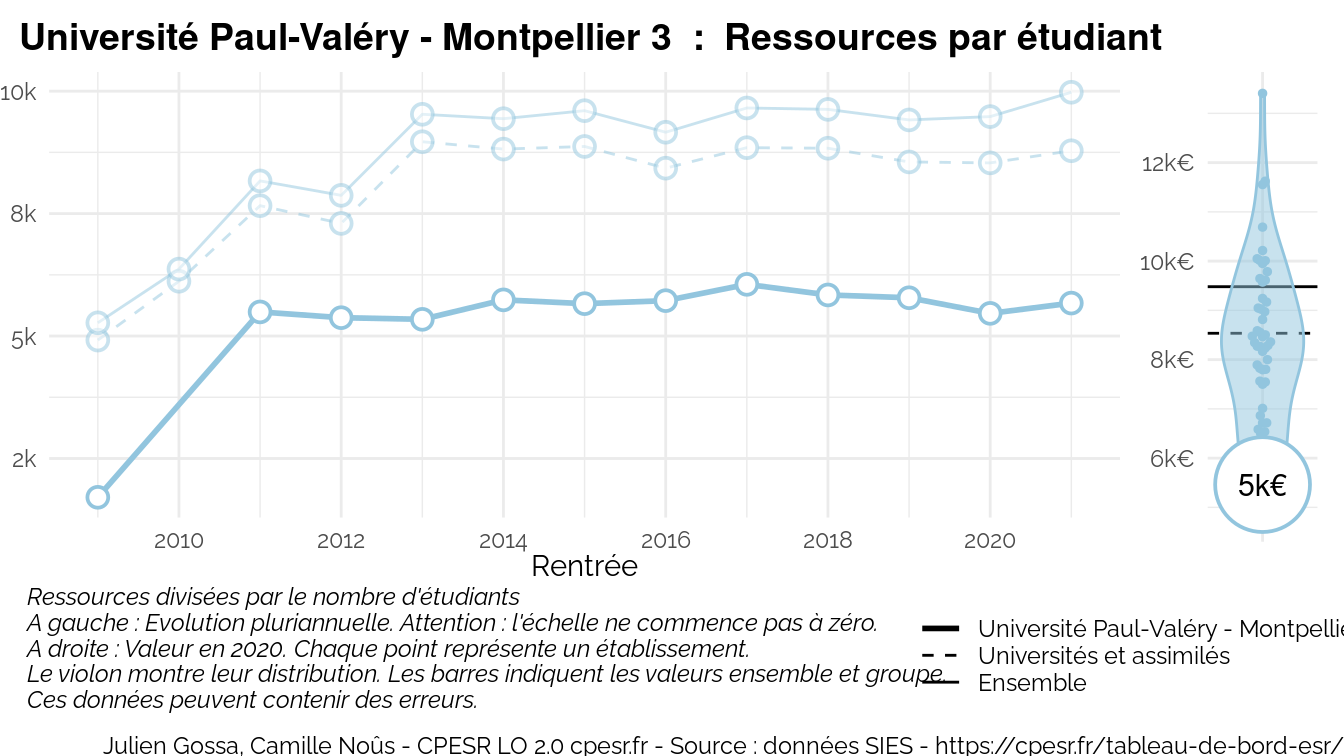 Université Paul-Valéry - Montpellier 3 : Ressources par étudiant
10k
8k
5k
2k
2010 2012 2014 2016 2018 2020
Rentrée
12k€
10k€
8k€
6k€
5k€
Ressources divisées par le nombre d'étudiants
A gauche : Evolution pluriannuelle. Attention : l'échelle ne commence pas à zéro.
A droite : Valeur en 2020. Chaque point représente un établissement.
Le violon montre leur distribution. Les barres indiquent les valeurs ensemble et groupe.
Ces données peuvent contenir des erreurs.
Université Paul-Valéry - Montpellie
Universités et assimilés
Ensemble
Julien Gossa, Camille Noûs - CPESR LO 2.0 cpesr.fr - Source : données SIES - https://cpesr.fr/tableau-de-bord-esr/